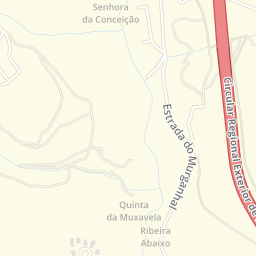 Senhora
da Conceição
Estrada do Murganhal
Circular Regional Exterior de
Quinta
da Muxavela
Ribeira
Abaixo